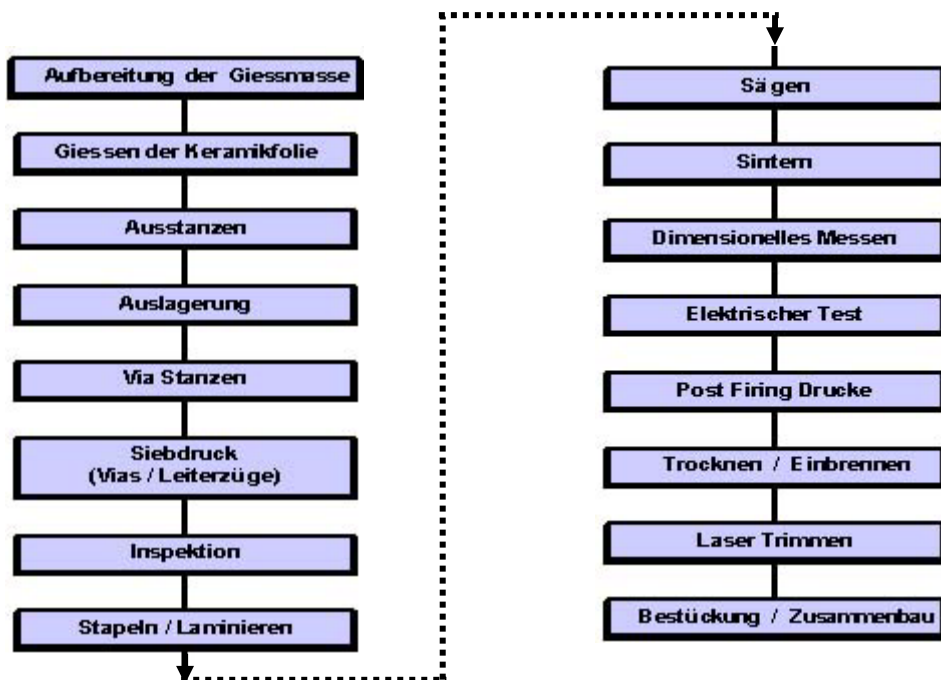 Aufbereitung der Giessmasse
Giessen der Keramikfolie
Ausstanzen
Auslagerung
Via Stanzen
Siebdruck
(Vias / Leiterzüge)
Inspektion
Stapeln / Laminieren
Sägen
Sintern
Dimensionelles Messen
Elektrischer Test
Post Firing Drucke
Trocknen / Einbrennen
Laser Trimmen
Bestückung / Zusammenbau